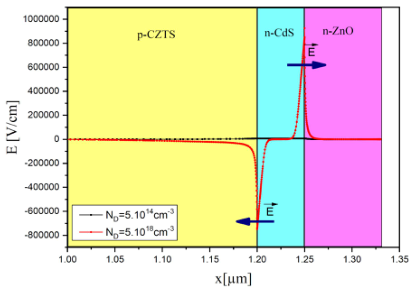 1000000
800000
600000
400000
200000
0
-200000
-400000
-600000
-800000
E [V/cm]
p-CZTS
n-CdS
n-ZnO
E
E
N_D=5.10^14cm^-3
N_D=5.10^18cm^-3
1.00 1.05 1.10 1.15 1.20 1.25 1.30 1.35
x[μm]